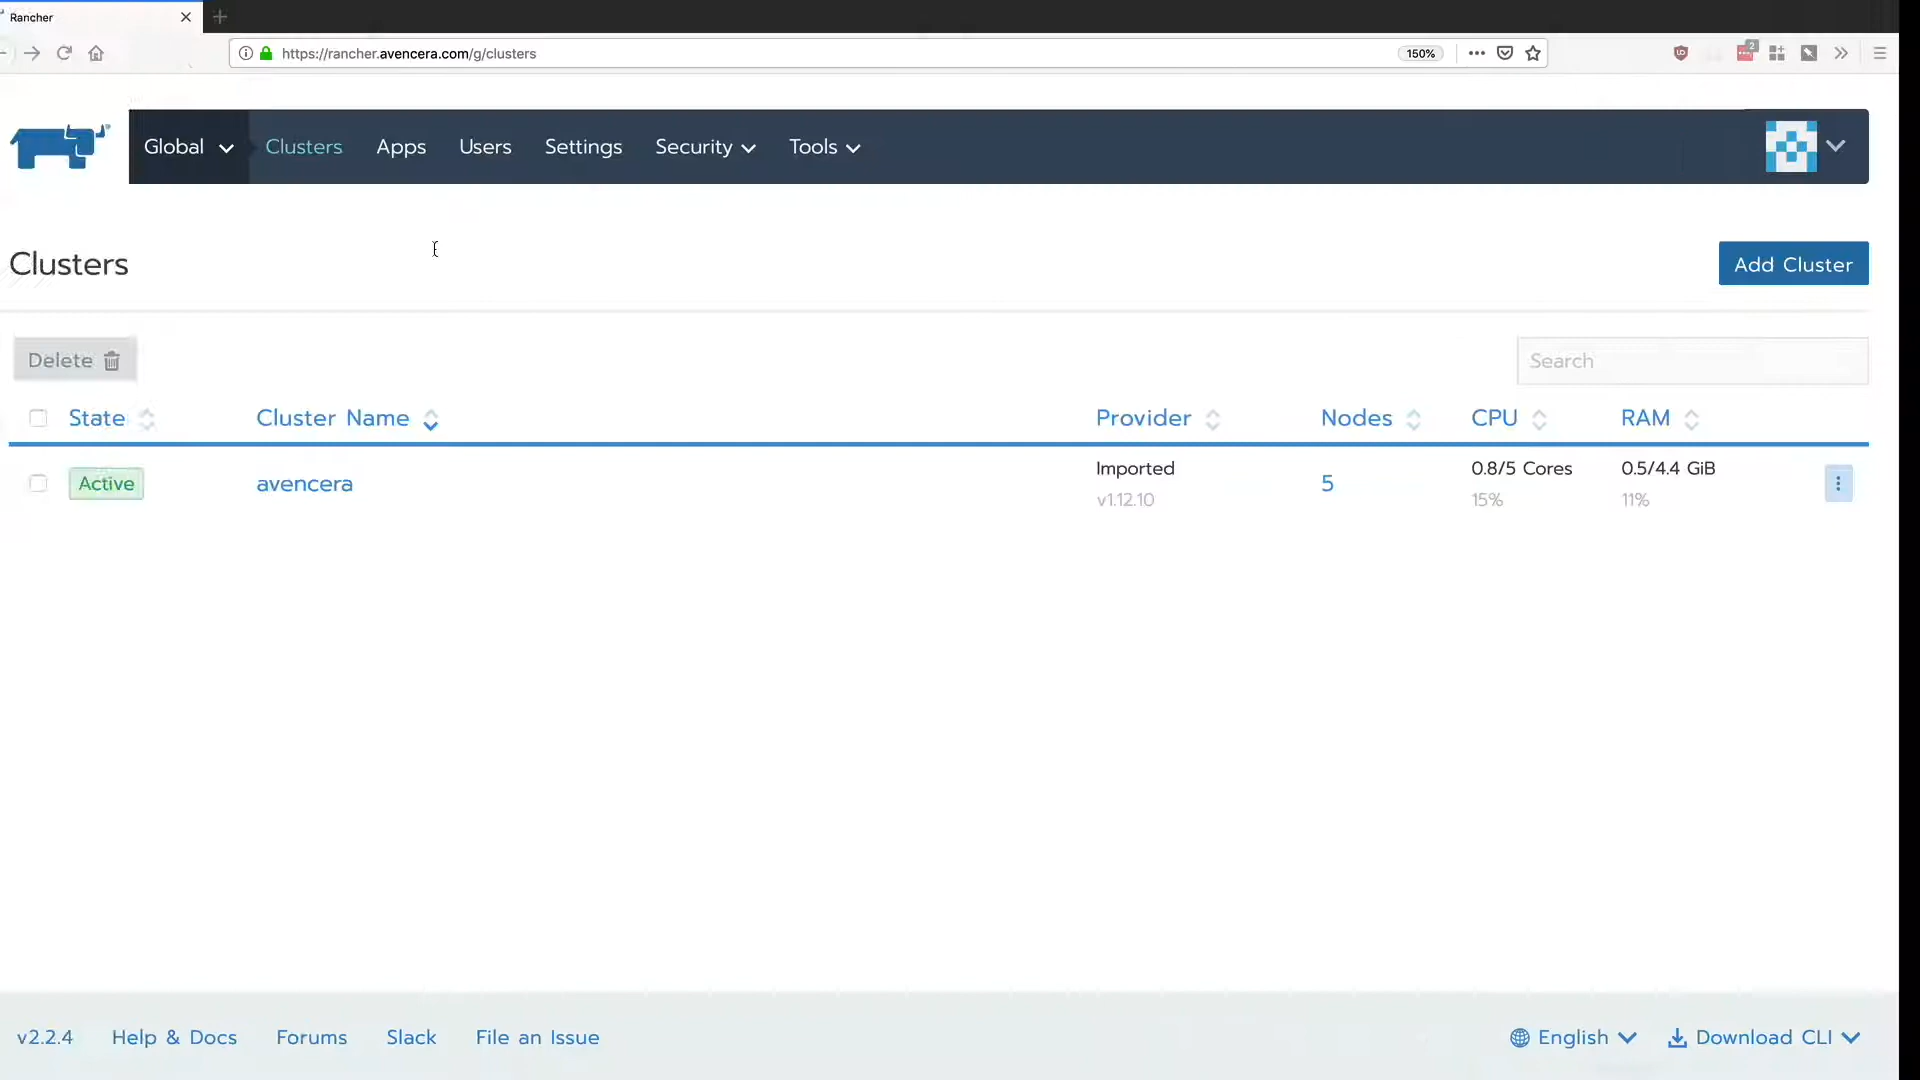 Rancher
https://rancher.avencera.com/g/clusters
150%
2
Global Clusters Apps Users Settings Security Tools
Clusters
Add Cluster
Delete
Search
State Cluster Name Provider Nodes CPU RAM
Active avencera Imported 5 0.8/5 Cores 0.5/4.4 GiB
v1.12.10 15% 11%
v2.2.4 Help & Docs Forums Slack File an Issue English Download CLI